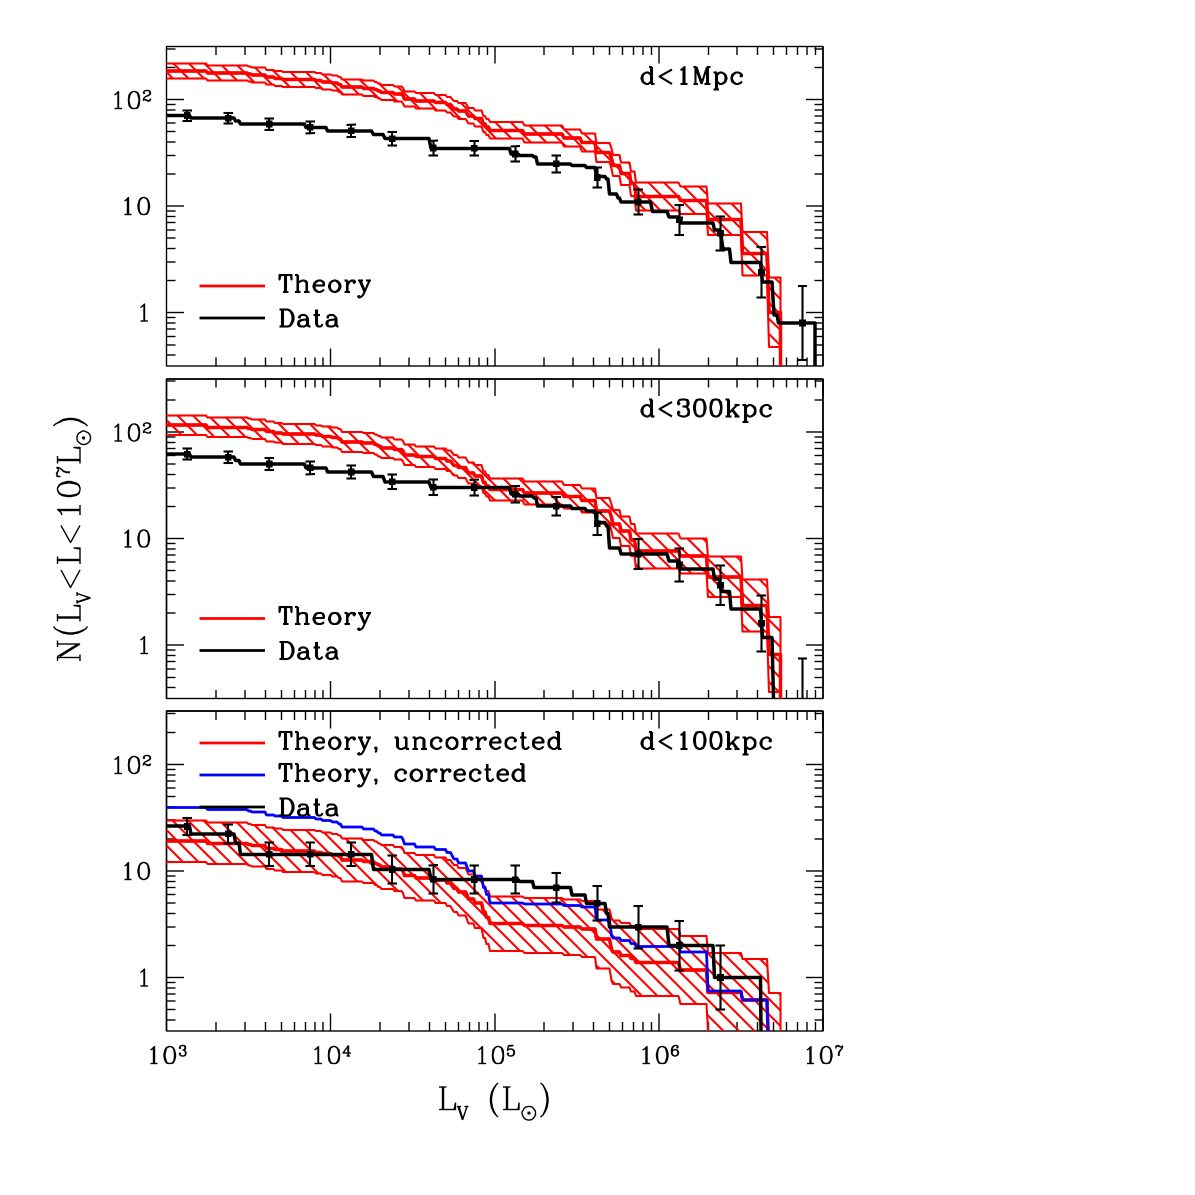 d<1Mpc
10²
10
1
Theory
Data
d<300kpc
10²
10
1
Theory
Data
N(L_V<L<10⁷L_☉)
Theory, uncorrected
d<100kpc
Theory, corrected
Data
10²
10
1
10³ 10⁴ 10⁵ 10⁶ 10⁷
L_V (L_☉)